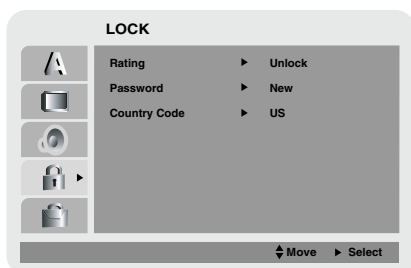 LOCK
Rating ▶ Unlock
Password ▶ New
Country Code ▶ US
Move ▶ Select